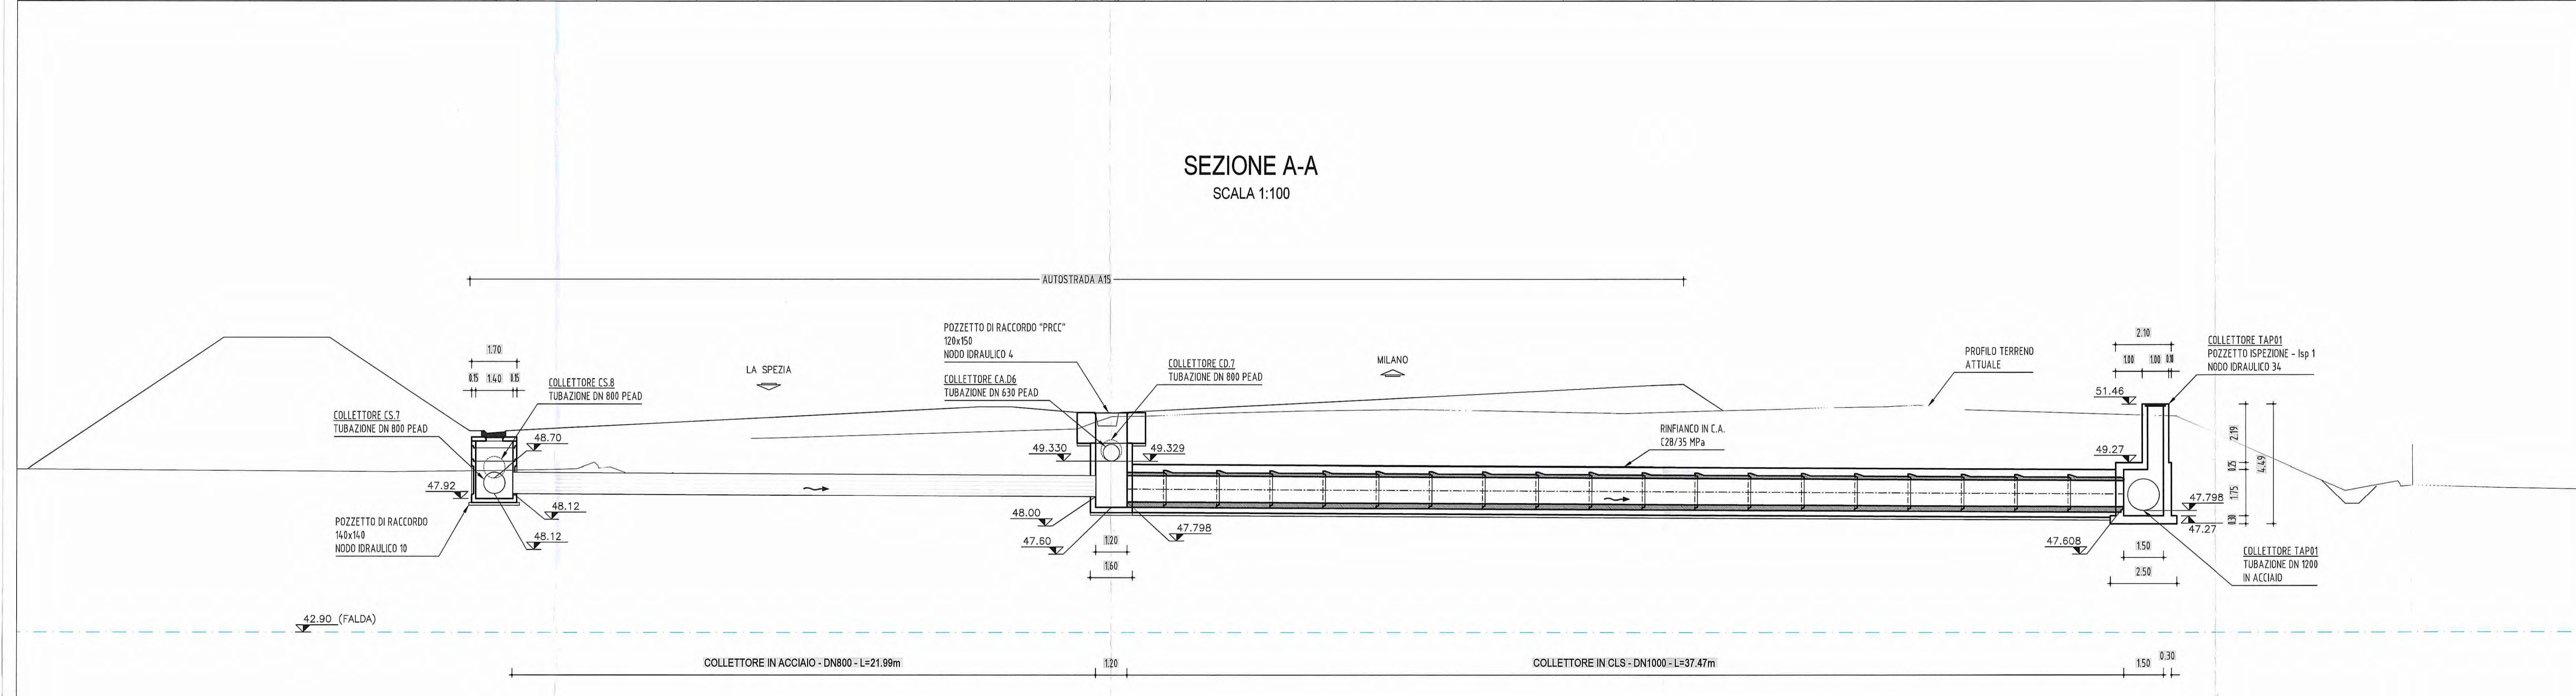 SEZIONE A-A
SCALA 1:100
AUTOSTRADA A15
POZZETTO DI RACCORDO "PRCC"
120x150
NODO IDRAULICO 4
COLLETTORE CA.D6
TUBAZIONE DN 630 PEAD
COLLETTORE CD.7
TUBAZIONE DN 800 PEAD
LA SPEZIA
MILANO
PROFILO TERRENO
ATTUALE
2.10
1.00
1.00
0.10
COLLETTORE TAP01
POZZETTO ISPEZIONE - Isp 1
NODO IDRAULICO 34
1.70
0.15
1.40
0.15
COLLETTORE CS.8
TUBAZIONE DN 800 PEAD
COLLETTORE CS.7
TUBAZIONE DN 800 PEAD
48.70
47.92
48.12
48.12
POZZETTO DI RACCORDO
140x140
NODO IDRAULICO 10
49.330
49.329
48.00
47.60
47.798
1.20
1.60
RINFIANCO IN C.A.
C28/35 MPa
51.46
49.27
2.19
0.25
1.75
0.30
4.49
47.798
47.27
47.608
1.50
2.50
COLLETTORE TAP01
TUBAZIONE DN 1200
IN ACCIAIO
42.90 (FALDA)
COLLETTORE IN ACCIAIO - DN800 - L=21.99m
1.20
COLLETTORE IN CLS - DN1000 - L=37.47m
1.50
0.30